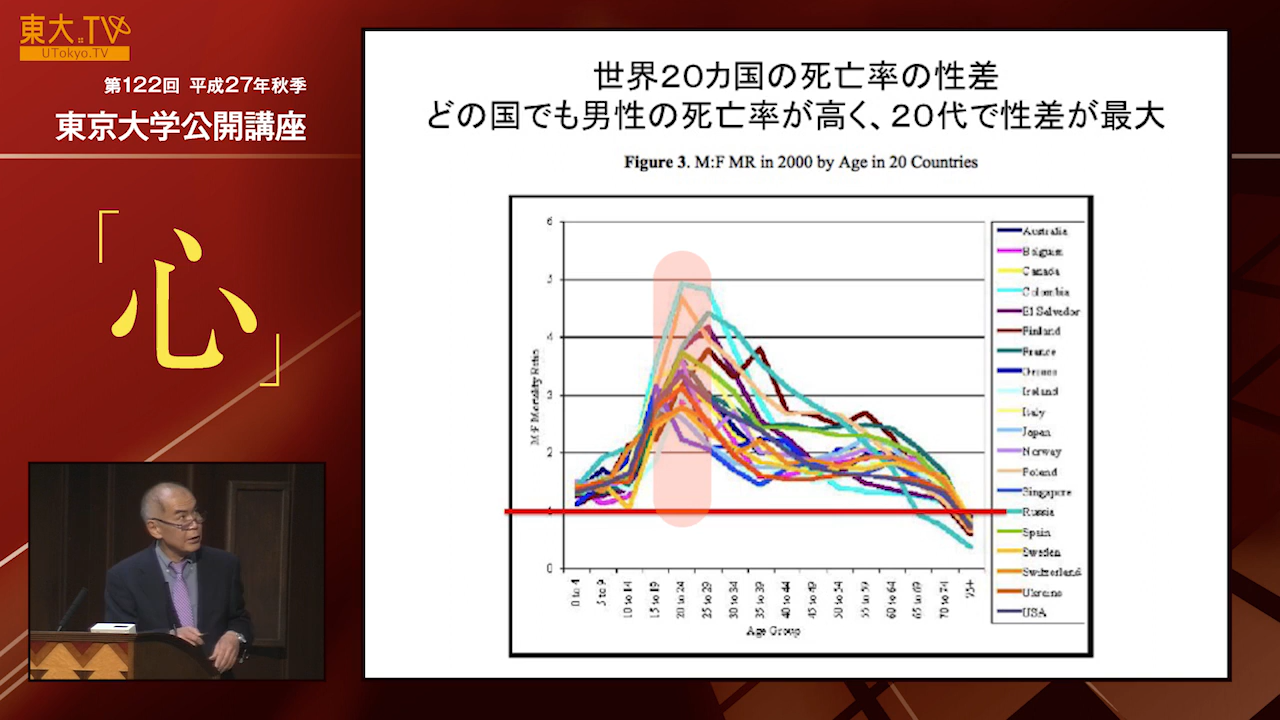 東大.TV
UTokyo.TV
第122回 平成27年秋季
東京大学公開講座
「心」
世界20カ国の死亡率の性差
どの国でも男性の死亡率が高く、20代で性差が最大
Figure 3. M:F MR in 2000 by Age in 20 Countries
6
5
4
3
2
0
M:F Mortality Rates
0 to 4
5 to 9
10 to 14
15 to 19
20 to 24
25 to 29
30 to 34
35 to 39
40 to 44
45 to 49
50 to 54
55 to 59
60 to 64
65 to 69
70 to 74
75+
Age Group
Australia
Belgium
Canada
Colombia
El Salvador
Finland
France
Greece
Ireland
Italy
Japan
Norway
Poland
Singapore
Russia
Spain
Sweden
Switzerland
Ukraine
USA